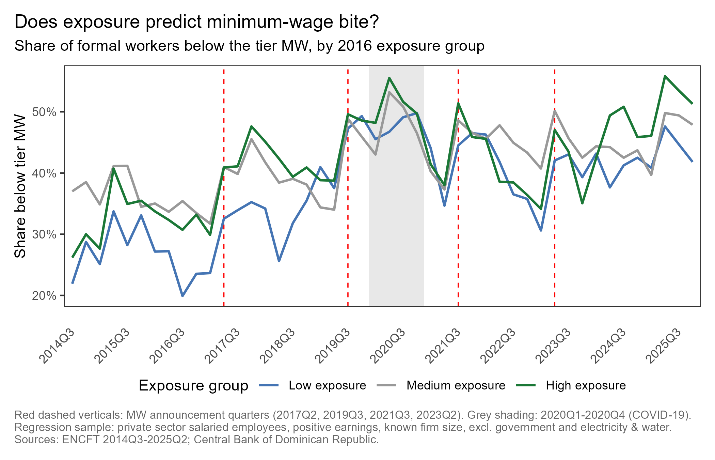 Does exposure predict minimum-wage bite?
Share of formal workers below the tier MW, by 2016 exposure group
Share below tier MW
50%
40%
30%
20%
2014Q3
2015Q3
2016Q3
2017Q3
2018Q3
2019Q3
2020Q3
2021Q3
2022Q3
2023Q3
2024Q3
2025Q3
Exposure group
Low exposure
Medium exposure
High exposure
Red dashed verticals: MW announcement quarters (2017Q2, 2019Q3, 2021Q3, 2023Q2). Grey shading: 2020Q1-2020Q4 (COVID-19).
Regression sample: private sector salaried employees, positive earnings, known firm size, excl. government and electricity & water.
Sources: ENCFT 2014Q3-2025Q2; Central Bank of Dominican Republic.